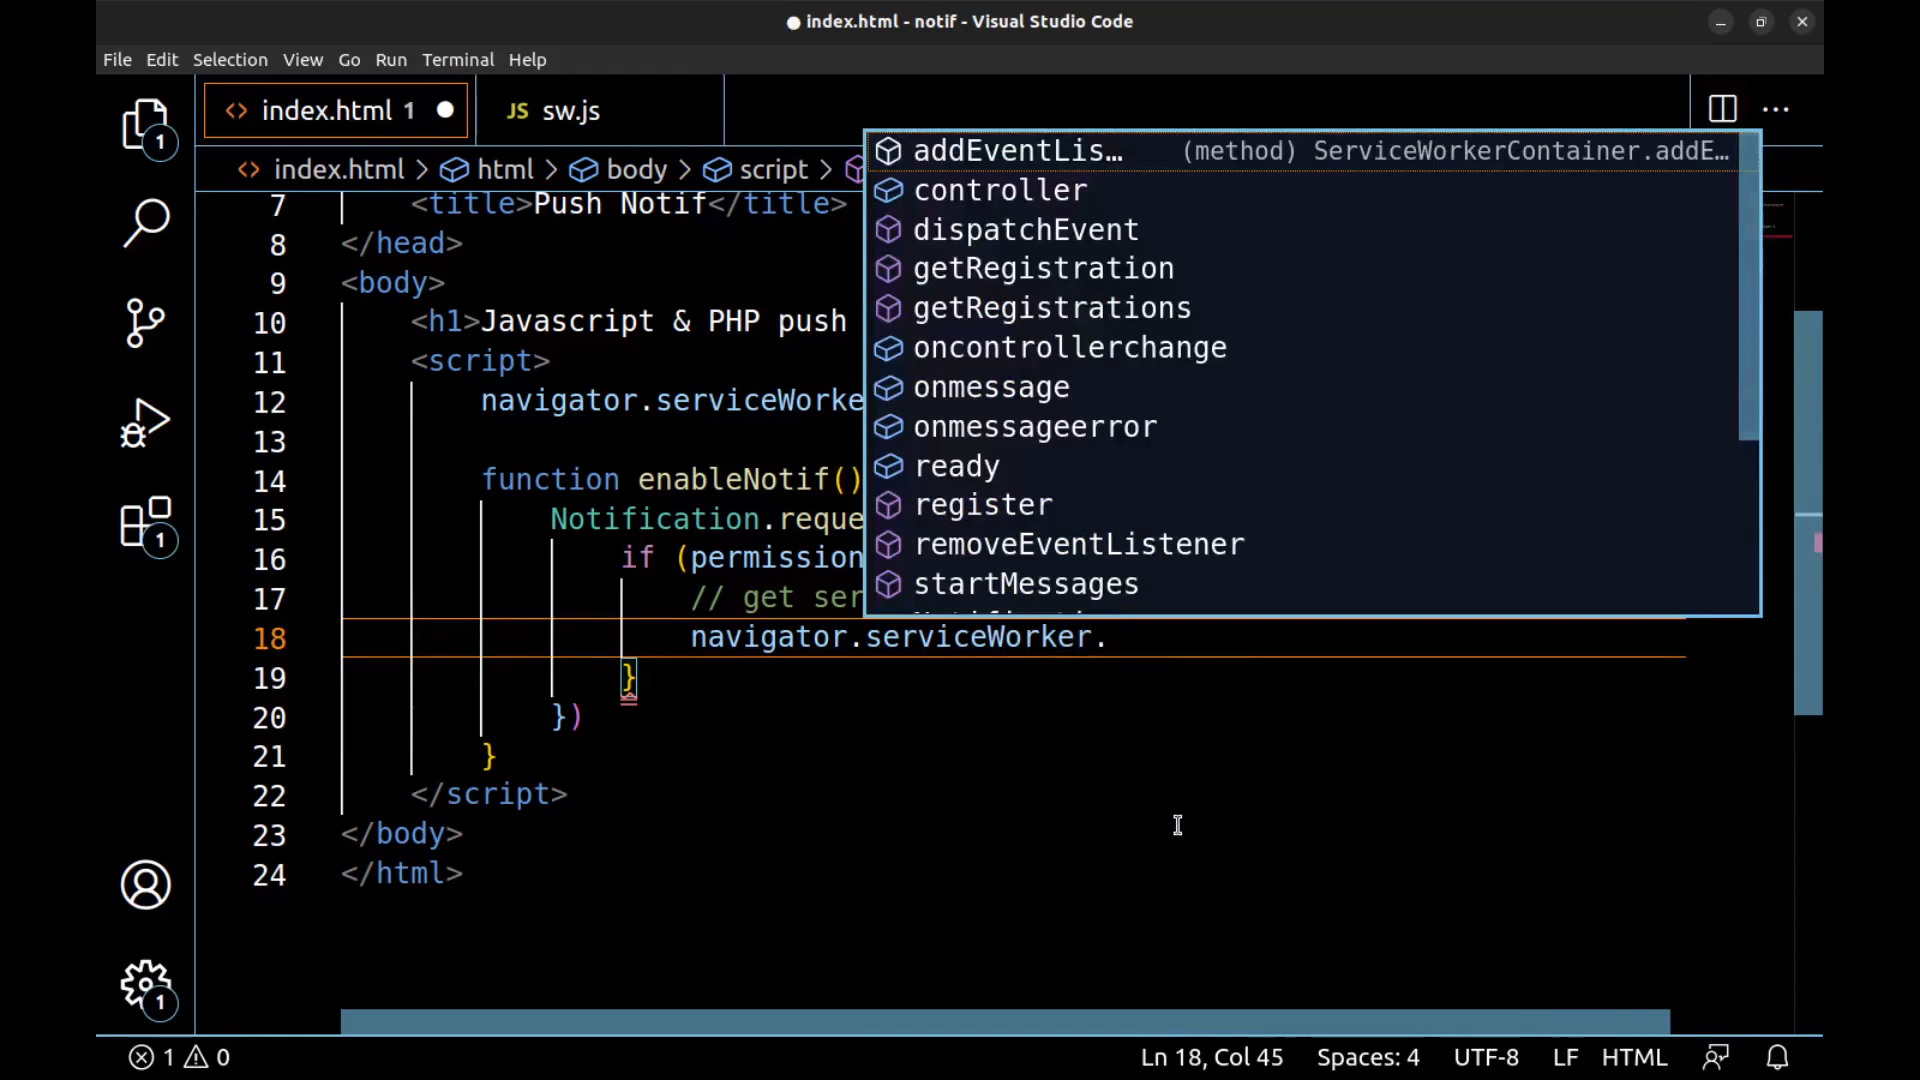 ● index.html - notif - Visual Studio Code
File Edit Selection View Go Run Terminal Help
<> index.html 1 ●
JS sw.js
<> index.html > html > body > script >
7 <title>Push Notif</title>
8 </head>
9 <body>
10 <h1>Javascript & PHP push
11 <script>
12 navigator.serviceWorke
13
14 function enableNotif()
15 Notification.reque
16 if (permission
17 // get ser
18 navigator.serviceWorker.
19 }
20 })
21 }
22 </script>
23 </body>
24 </html>
addEventLis… (method) ServiceWorkerContainer.addE…
controller
dispatchEvent
getRegistration
getRegistrations
oncontrollerchange
onmessage
onmessageerror
ready
register
removeEventListener
startMessages
1
1
1
1 0
Ln 18, Col 45 Spaces: 4 UTF-8 LF HTML